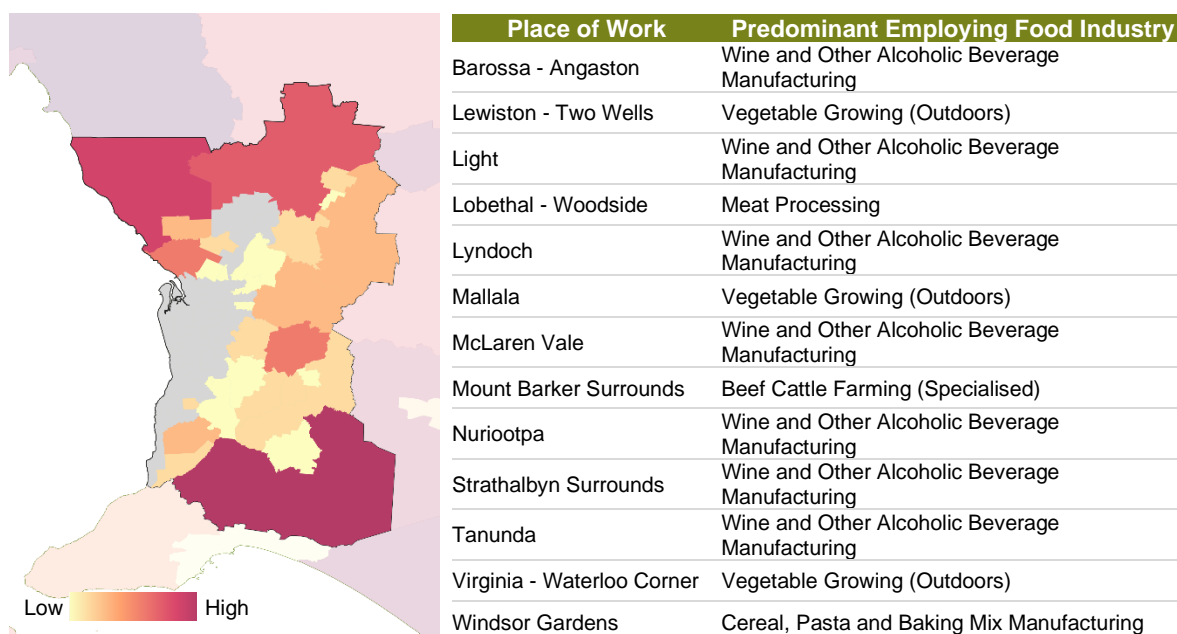 Place of Work Predominant Employing Food Industry
Barossa - Angaston Wine and Other Alcoholic Beverage
Manufacturing
Lewiston - Two Wells Vegetable Growing (Outdoors)
Light Wine and Other Alcoholic Beverage
Manufacturing
Lobethal - Woodside Meat Processing
Lyndoch Wine and Other Alcoholic Beverage
Manufacturing
Mallala Vegetable Growing (Outdoors)
McLaren Vale Wine and Other Alcoholic Beverage
Manufacturing
Mount Barker Surrounds Beef Cattle Farming (Specialised)
Nuriootpa Wine and Other Alcoholic Beverage
Manufacturing
Strathalbyn Surrounds Wine and Other Alcoholic Beverage
Manufacturing
Tanunda Wine and Other Alcoholic Beverage
Manufacturing
Virginia - Waterloo Corner Vegetable Growing (Outdoors)
Windsor Gardens Cereal, Pasta and Baking Mix Manufacturing
Low High